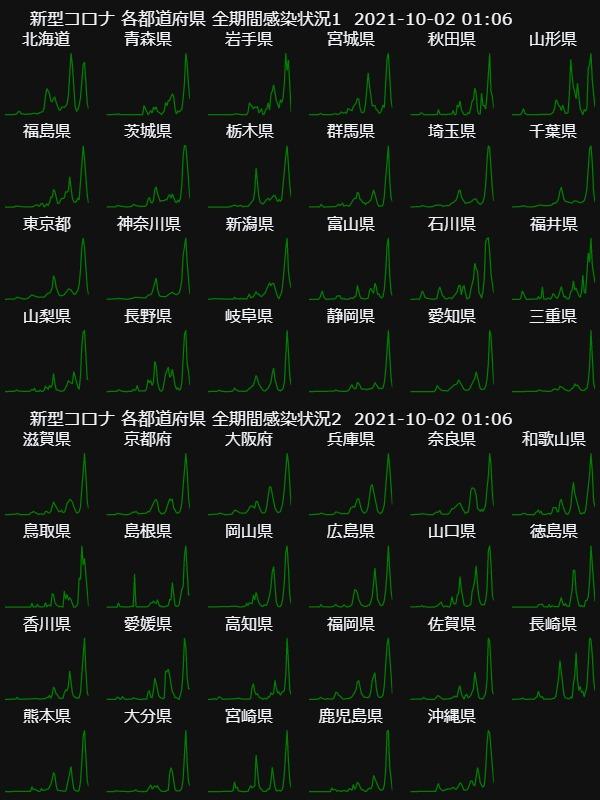 新型コロナ 各都道府県 全期間感染状況1 2021-10-02 01:06
北海道 青森県 岩手県 宮城県 秋田県 山形県
福島県 茨城県 栃木県 群馬県 埼玉県 千葉県
東京都 神奈川県 新潟県 富山県 石川県 福井県
山梨県 長野県 岐阜県 静岡県 愛知県 三重県
新型コロナ 各都道府県 全期間感染状況2 2021-10-02 01:06
滋賀県 京都府 大阪府 兵庫県 奈良県 和歌山県
鳥取県 島根県 岡山県 広島県 山口県 徳島県
香川県 愛媛県 高知県 福岡県 佐賀県 長崎県
熊本県 大分県 宮崎県 鹿児島県 沖縄県